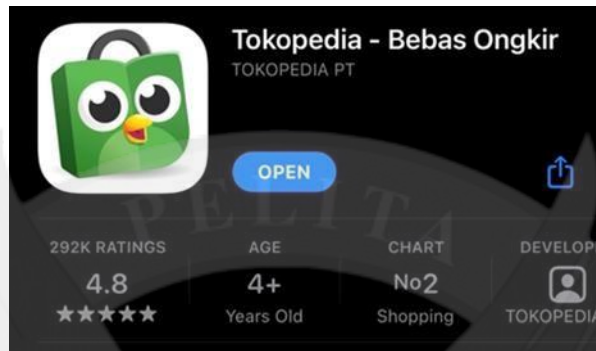 Tokopedia - Bebas Ongkir
TOKOPEDIA PT
OPEN
292K RATINGS
AGE
CHART
DEVELOP
4.8
4+
No2
★★★★★
Years Old
Shopping
TOKOPEDIA
PELITA